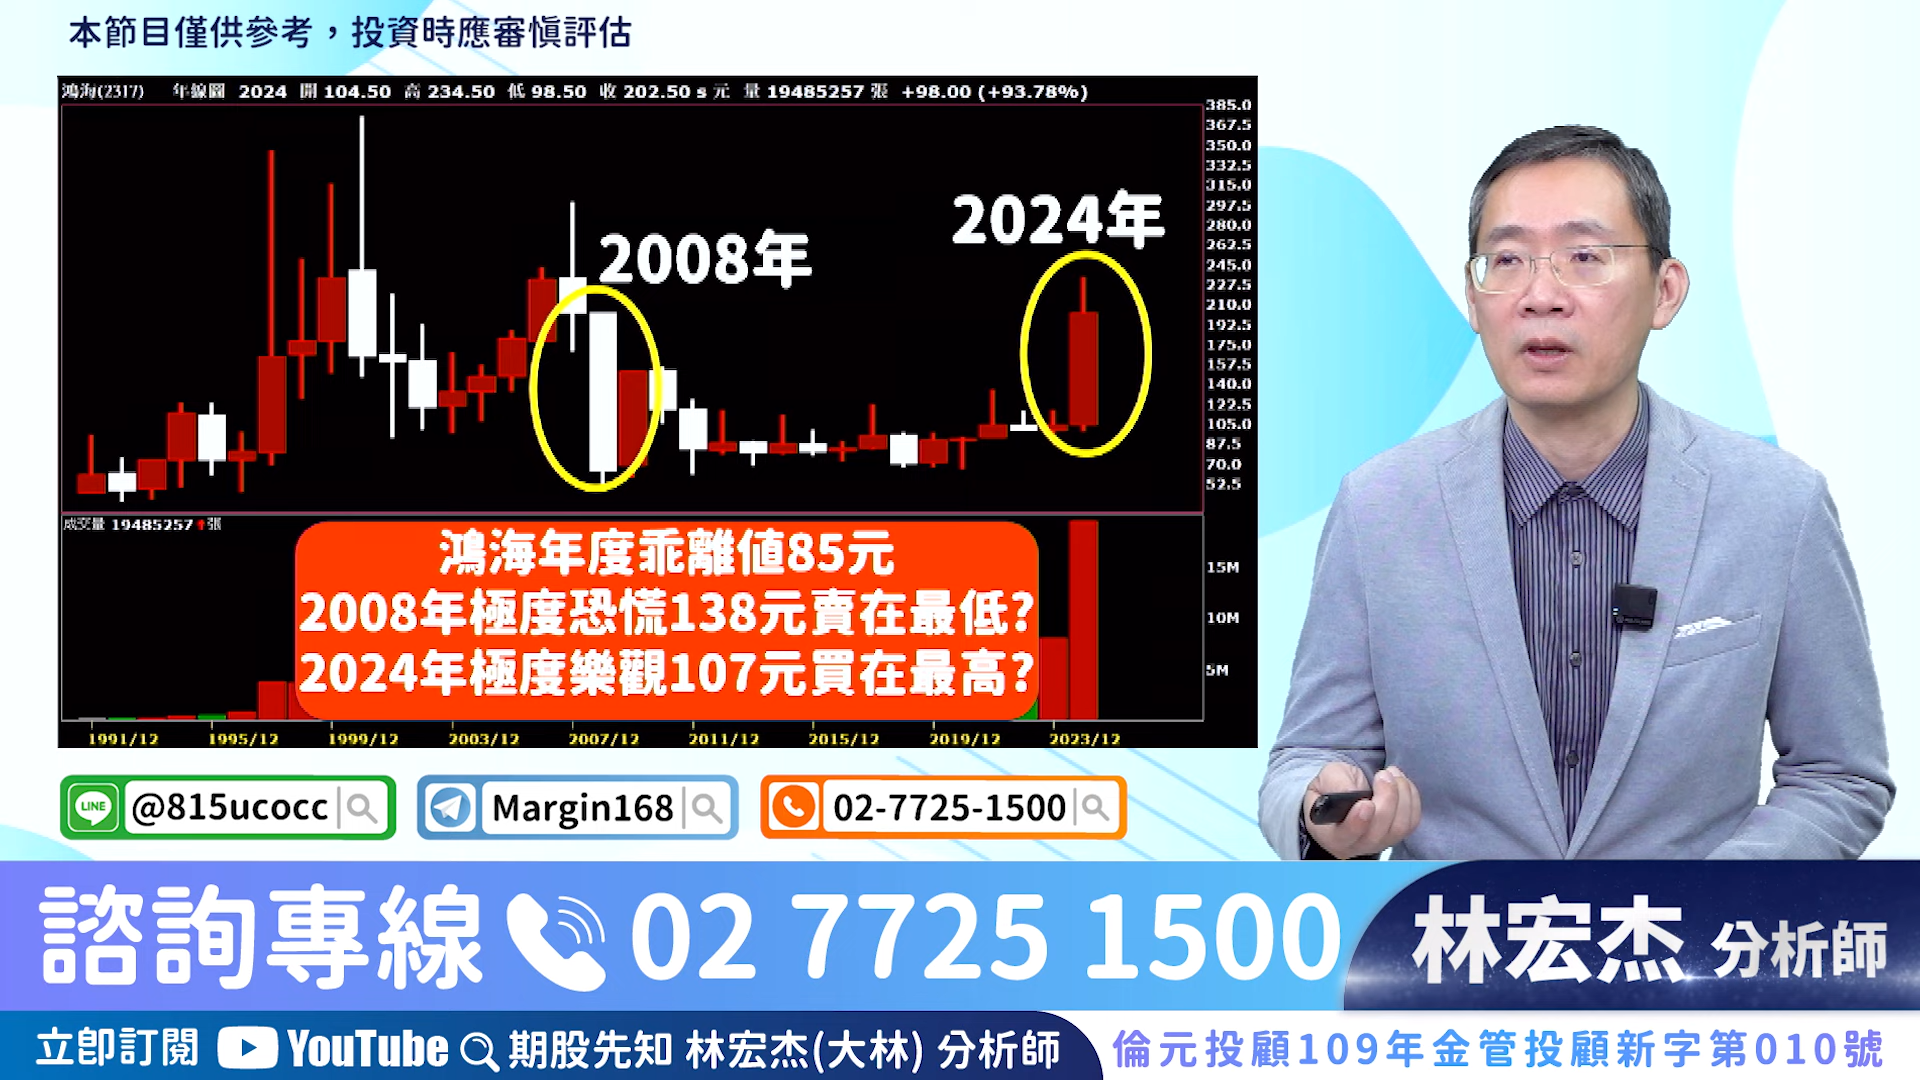 本節目僅供參考，投資時應審慎評估
鴻海(2317) 年線圖 2024 開 104.50 高 234.50 低 98.50 收 202.50 s 元 量 19485257 張 +98.00 (+93.78%)
385.0
367.5
350.0
332.5
315.0
297.5
280.0
262.5
245.0
227.5
210.0
192.5
175.0
157.5
140.0
122.5
105.0
87.5
70.0
52.5
2008年
2024年
成交量 19485257↑張
15M
10M
5M
鴻海年度乖離值85元
2008年極度恐慌138元賣在最低?
2024年極度樂觀107元買在最高?
1991/12 1995/12 1999/12 2003/12 2007/12 2011/12 2015/12 2019/12 2023/12
LINE @815ucocc
Margin168
02-7725-1500
諮詢專線 02 7725 1500
林宏杰 分析師
立即訂閱 YouTube 期股先知 林宏杰(大林) 分析師
倫元投顧109年金管投顧新字第010號